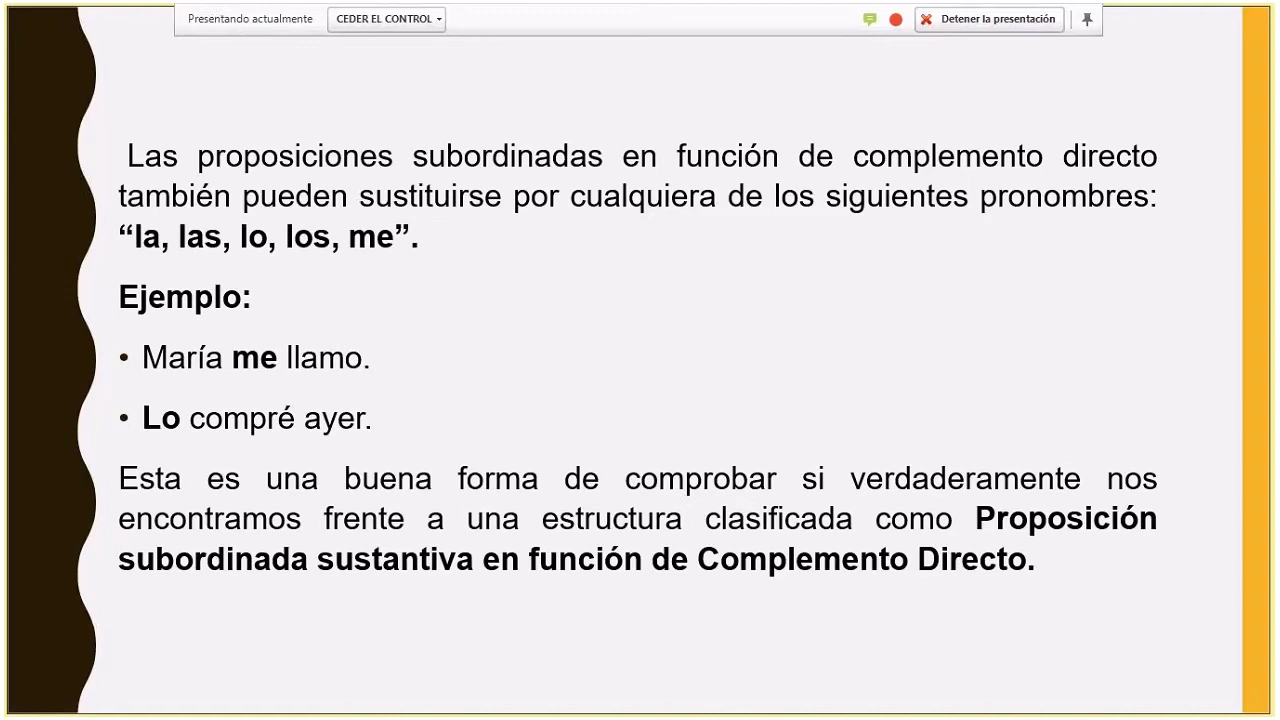 Presentando actualmente CEDER EL CONTROL Detener la presentación
Las proposiciones subordinadas en función de complemento directo
también pueden sustituirse por cualquiera de los siguientes pronombres:
“la, las, lo, los, me”.
Ejemplo:
• María me llamo.
• Lo compré ayer.
Esta es una buena forma de comprobar si verdaderamente nos
encontramos frente a una estructura clasificada como Proposición
subordinada sustantiva en función de Complemento Directo.